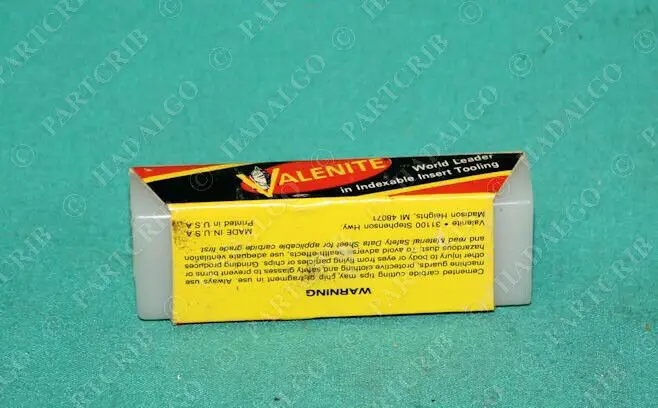 VALENITE
World Leader
in Indexable Insert Tooling
WARNING
Cemented carbide cutting tips may chip or fragment in use. Always use
machine guards, protective clothing and safety glasses to prevent burns or
other injury to body or eyes from flying particles or chips. Grinding produces
hazardous dust. To avoid adverse health effects, use adequate ventilation
and read Material Safety Data Sheet for applicable carbide grade first.
Valenite • 31100 Stephenson Hwy.
Madison Heights, MI 48071
MADE IN U.S.A.
Printed in U.S.A.
© PARTCRIB
© HADALGO